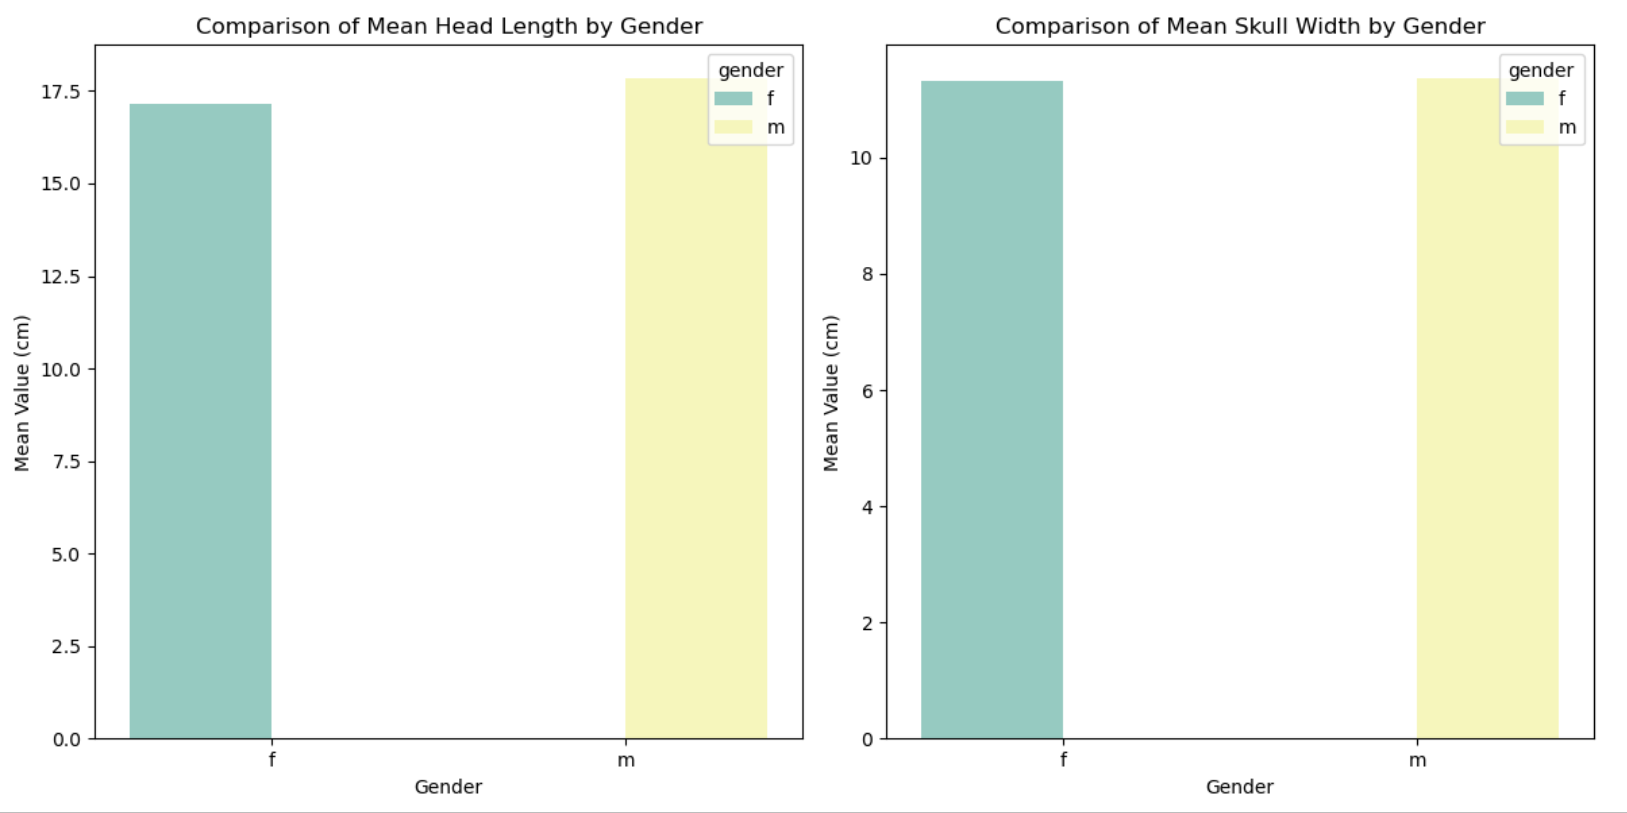 Comparison of Mean Head Length by Gender
gender
f
m
17.5
15.0
12.5
10.0
7.5
5.0
2.5
0.0
Mean Value (cm)
f
m
Gender
Comparison of Mean Skull Width by Gender
gender
f
m
10
8
6
4
2
0
Mean Value (cm)
f
m
Gender